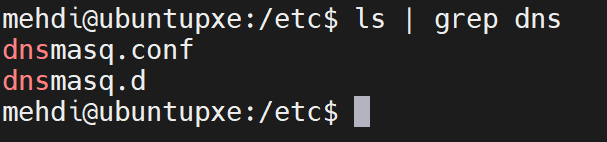 mehdi@ubuntupxe:/etc$ ls | grep dns
dnsmasq.conf
dnsmasq.d
mehdi@ubuntupxe:/etc$